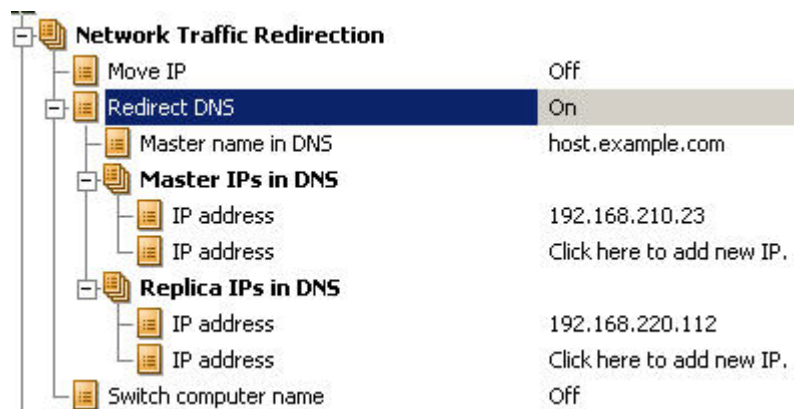 Network Traffic Redirection
Move IP Off
Redirect DNS On
Master name in DNS host.example.com
Master IPs in DNS
IP address 192.168.210.23
IP address Click here to add new IP.
Replica IPs in DNS
IP address 192.168.220.112
IP address Click here to add new IP.
Switch computer name Off